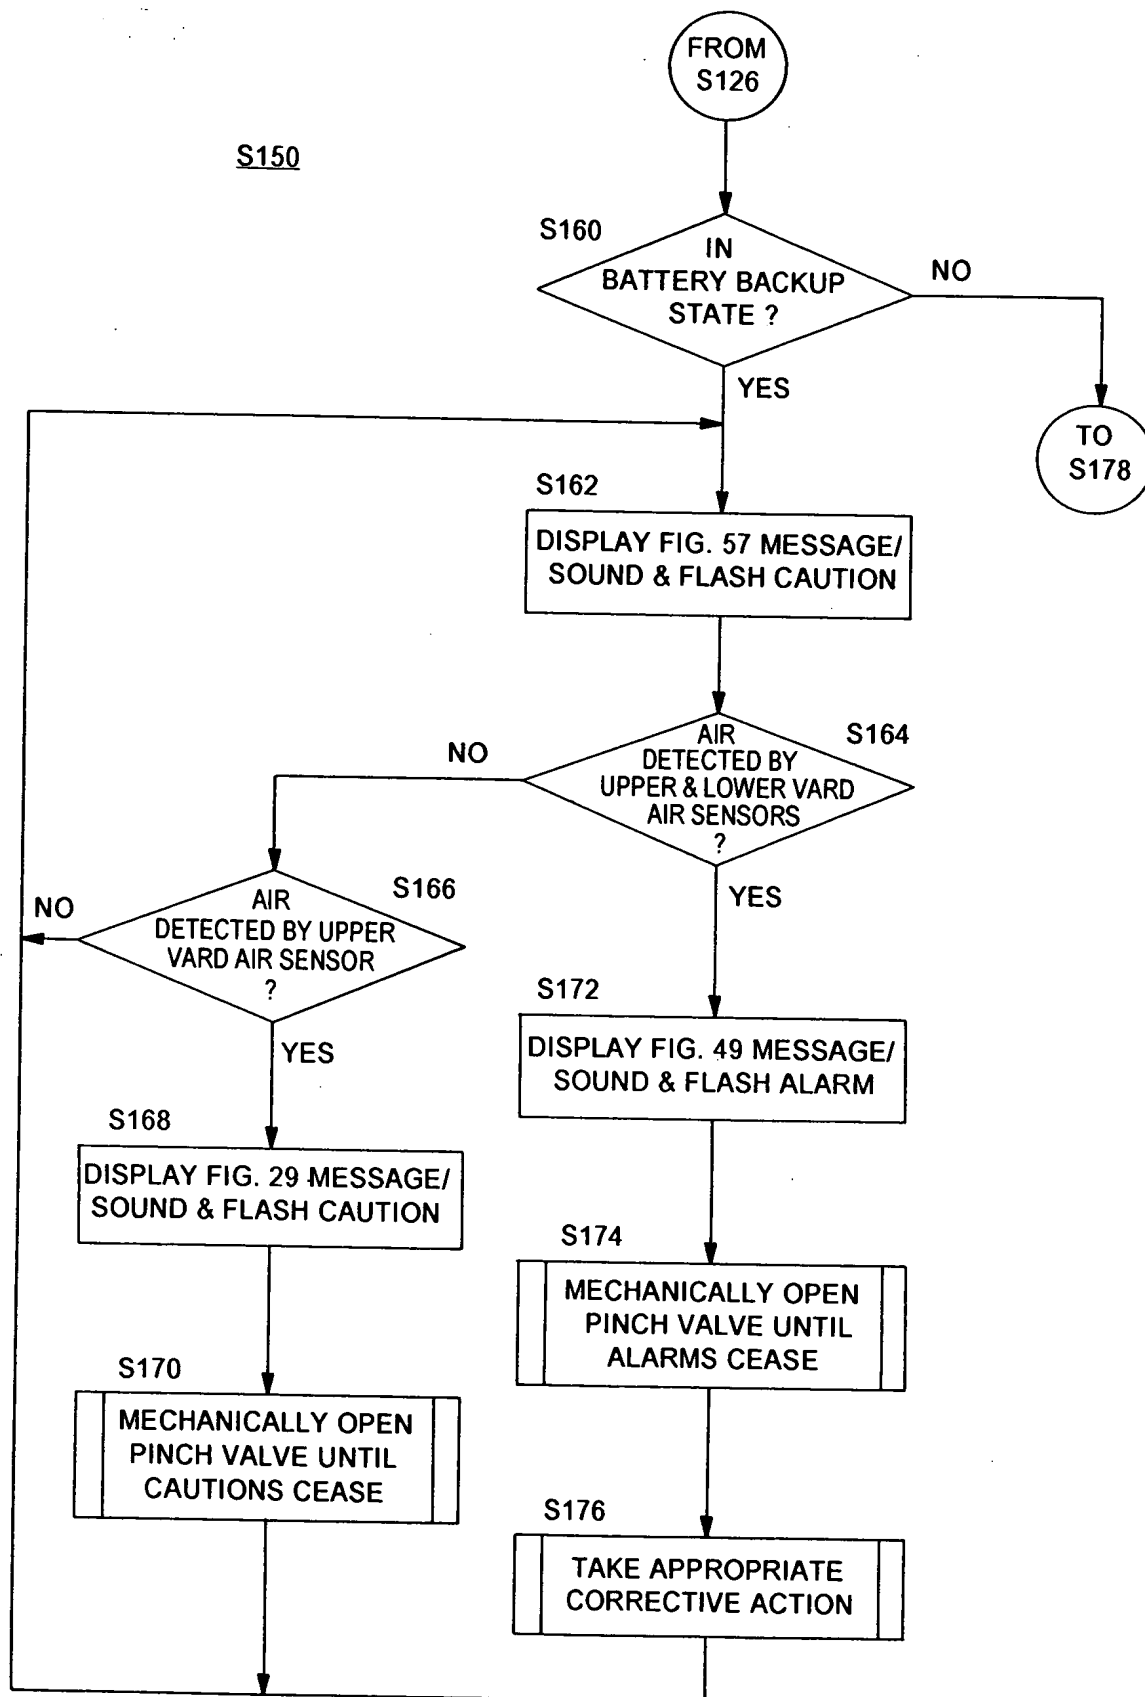 FROM
S126
S150
S160
IN
BATTERY BACKUP
STATE ?
NO
YES
TO
S178
S162
DISPLAY FIG. 57 MESSAGE/
SOUND & FLASH CAUTION
S164
AIR
DETECTED BY
UPPER & LOWER VARD
AIR SENSORS
?
NO
YES
S166
AIR
DETECTED BY UPPER
VARD AIR SENSOR
?
NO
YES
S172
DISPLAY FIG. 49 MESSAGE/
SOUND & FLASH ALARM
S168
DISPLAY FIG. 29 MESSAGE/
SOUND & FLASH CAUTION
S174
MECHANICALLY OPEN
PINCH VALVE UNTIL
ALARMS CEASE
S170
MECHANICALLY OPEN
PINCH VALVE UNTIL
CAUTIONS CEASE
S176
TAKE APPROPRIATE
CORRECTIVE ACTION